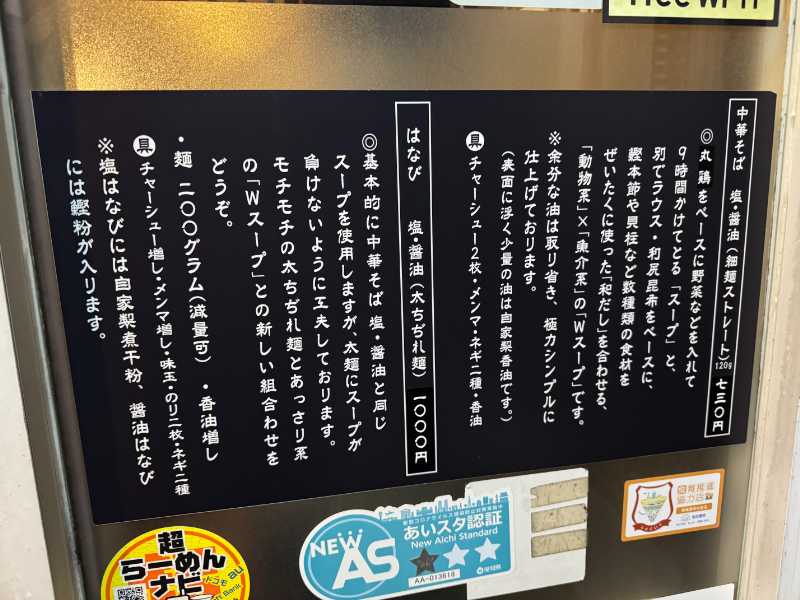 Free Wi-Fi
中華そば 塩・醤油(細麺ストレート)120g 七三〇円
◎丸鶏をベースに野菜などを入れて
9時間かけてとる「スープ」と、
別でラウス・利尻昆布をベースに、
鰹本節や貝柱など数種類の食材を
ぜいたくに使った「和だし」を合わせる、
「動物系」×「魚介系」の「Wスープ」です。
※余分な油は取り省き、極力シンプルに
仕上げております。
(表面に浮く少量の油は自家製香油です。)
具 チャーシュー2枚・メンマ・ネギ二種・香油
はなび 塩・醤油(太ちぢれ麺) 一〇〇〇円
◎基本的に中華そば 塩・醤油と同じ
スープを使用しますが、太麺にスープが
負けないように工夫しております。
モチモチの太ちぢれ麺とあっさり系
の「Wスープ」との新しい組合わせを
どうぞ。
・麺 二〇〇グラム(減量可) ・香油増し
具 チャーシュー増し・メンマ増し・味玉・のり二枚・ネギ二種
※塩はなびには自家製煮干粉、醤油はなび
には鰹粉が入ります。
超
らーめん
ナビ
ドコモ
au
NEW
AS
あいスタ認証
New Aichi Standard
AA-013618
愛知県
食育推進
協力店